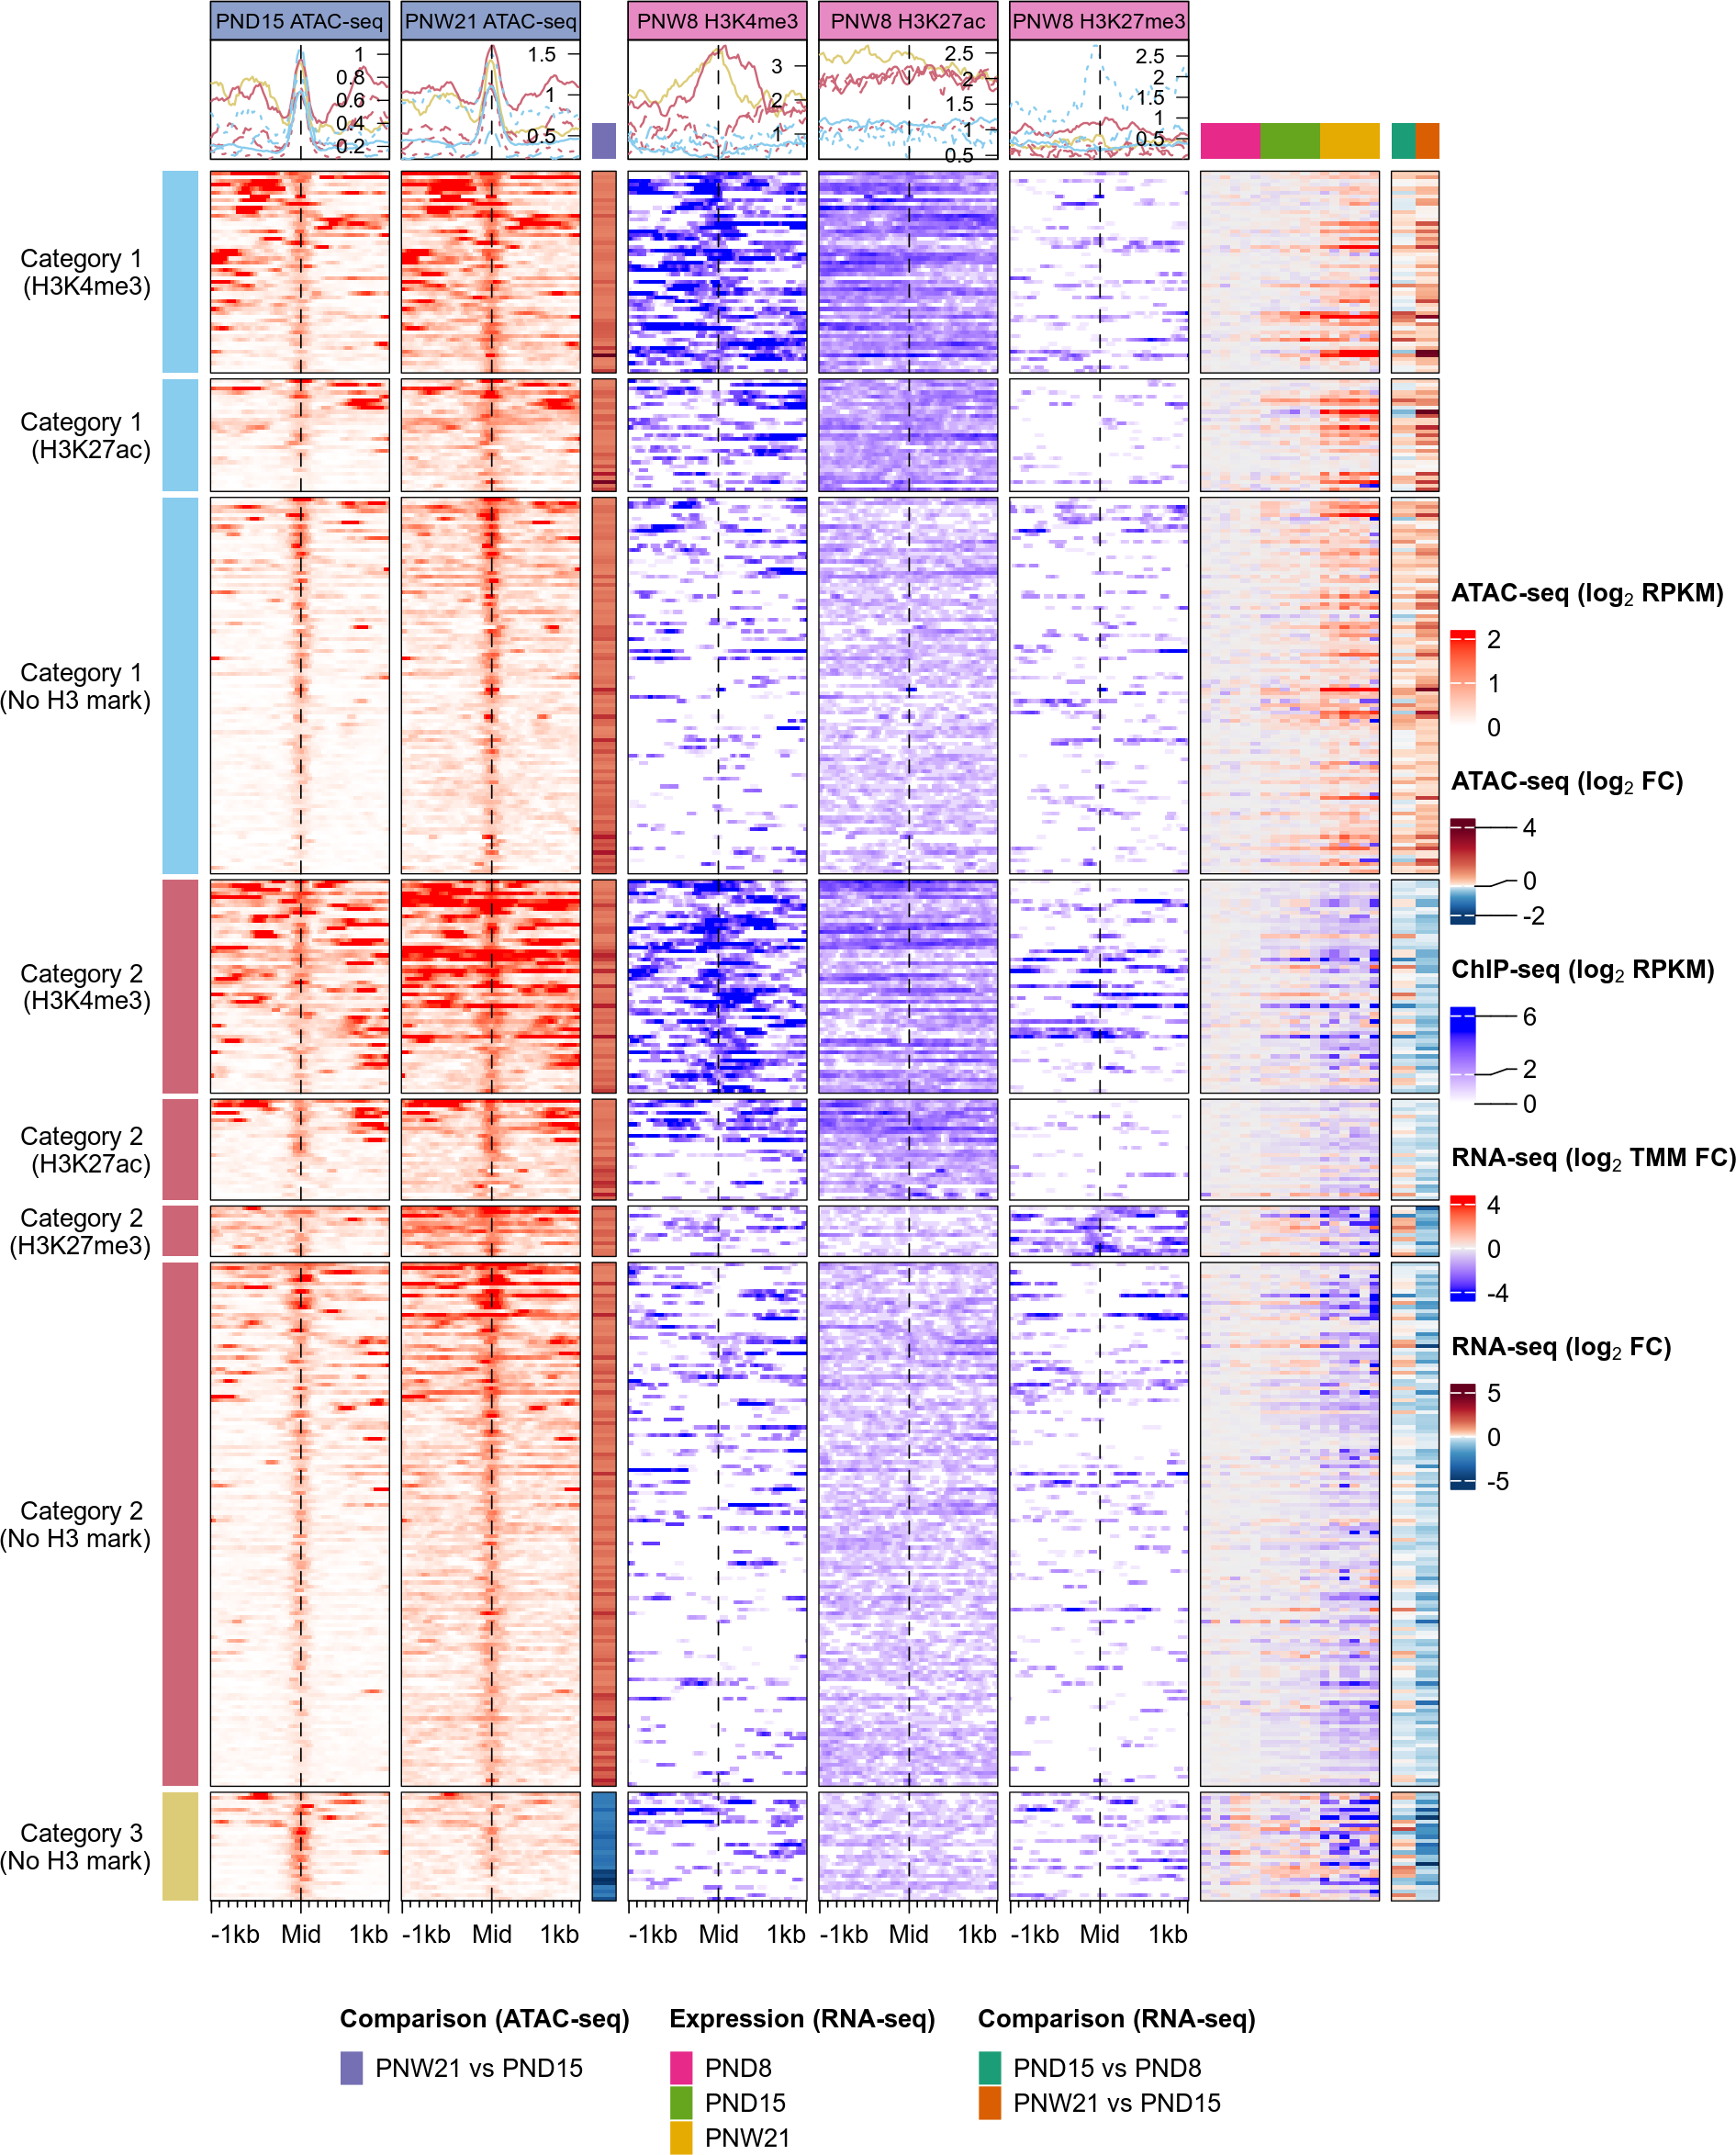 PND15 ATAC-seq
PNW21 ATAC-seq
PNW8 H3K4me3
PNW8 H3K27ac
PNW8 H3K27me3
1
0.8
0.6
0.4
0.2
1.5
1
0.5
3
2
1
2.5
2
1.5
1
0.5
2.5
2
1.5
1
0.5
Category 1
(H3K4me3)
Category 1
(H3K27ac)
Category 1
(No H3 mark)
Category 2
(H3K4me3)
Category 2
(H3K27ac)
Category 2
(H3K27me3)
Category 2
(No H3 mark)
Category 3
(No H3 mark)
-1kb Mid 1kb
-1kb Mid 1kb
-1kb Mid 1kb
-1kb Mid 1kb
-1kb Mid 1kb
ATAC-seq (log2 RPKM)
2
1
0
ATAC-seq (log2 FC)
4
0
-2
ChIP-seq (log2 RPKM)
6
2
0
RNA-seq (log2 TMM FC)
4
0
-4
RNA-seq (log2 FC)
5
0
-5
Comparison (ATAC-seq)
PNW21 vs PND15
Expression (RNA-seq)
PND8
PND15
PNW21
Comparison (RNA-seq)
PND15 vs PND8
PNW21 vs PND15